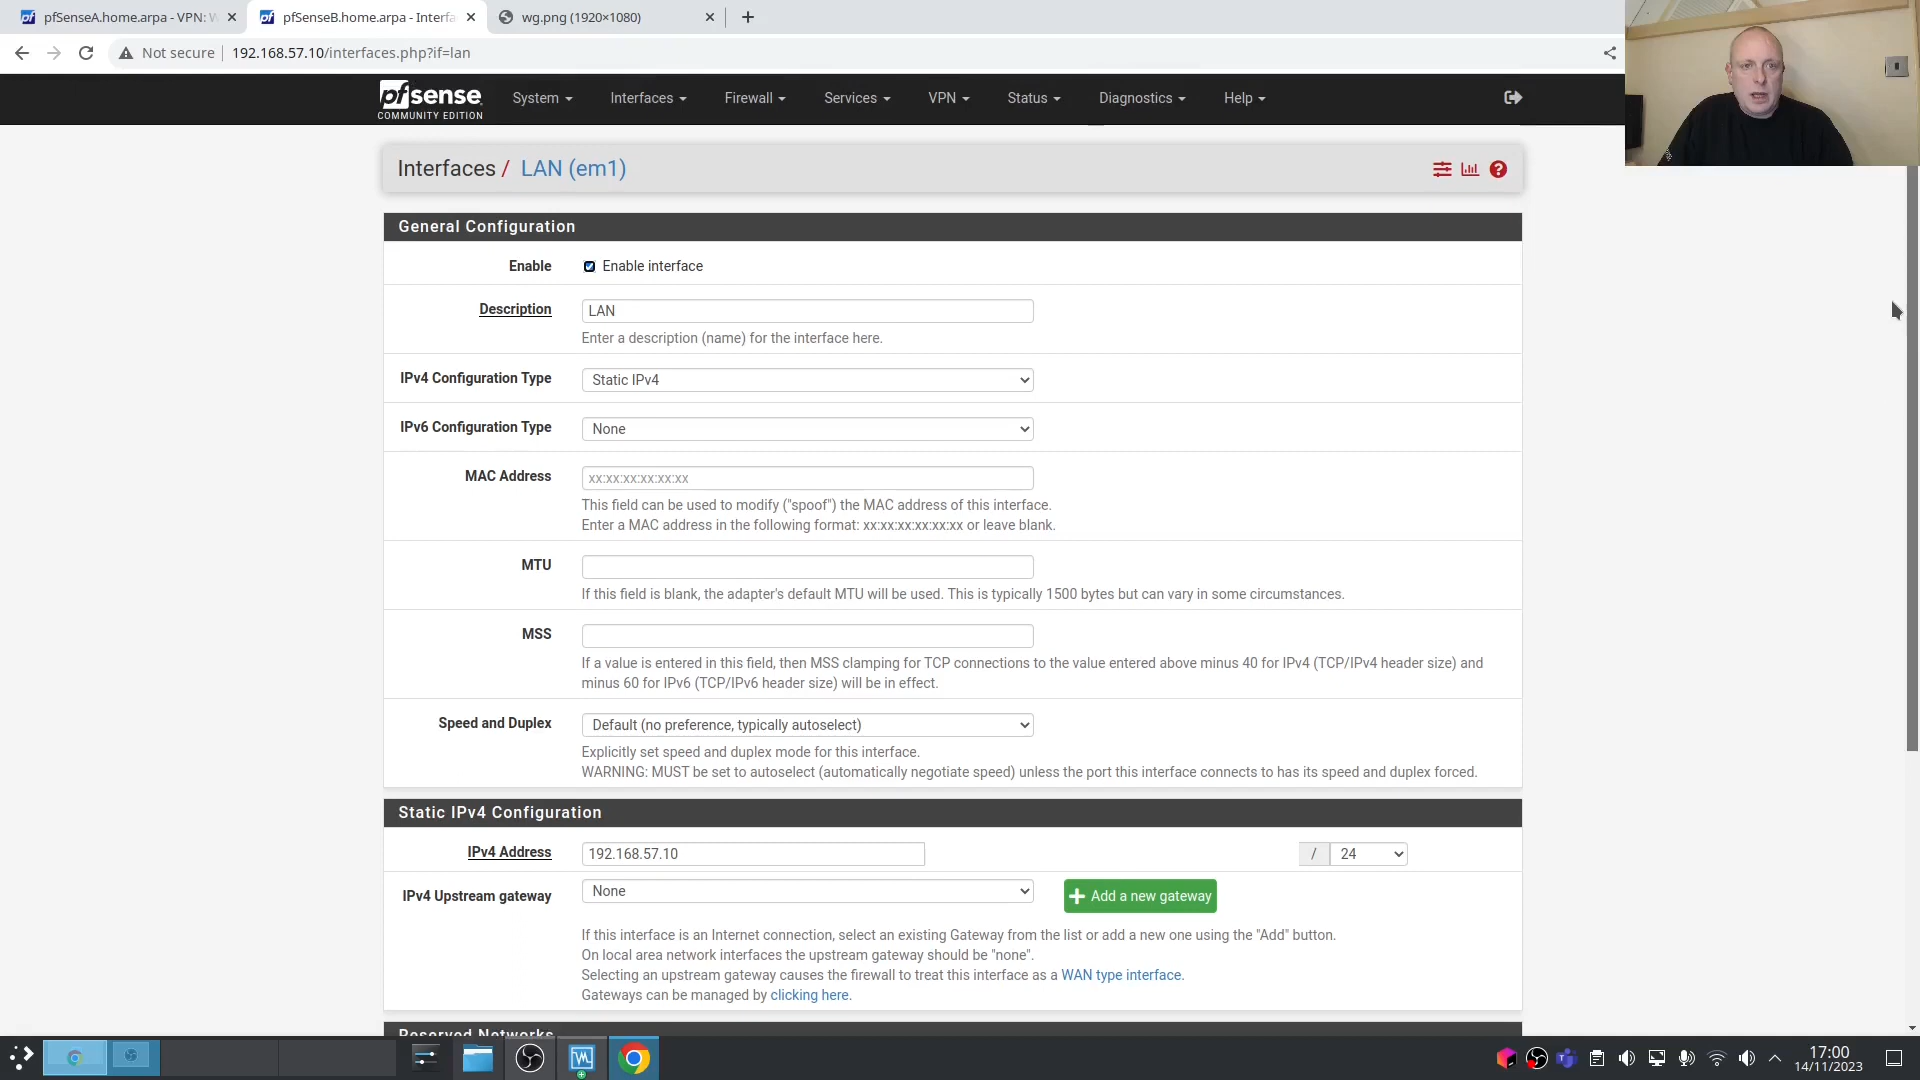 pfSenseA.home.arpa - VPN: W
pfSenseB.home.arpa - Interfa
wg.png (1920×1080)
Not secure
192.168.57.10/interfaces.php?if=lan
pfsense
COMMUNITY EDITION
System
Interfaces
Firewall
Services
VPN
Status
Diagnostics
Help
Interfaces / LAN (em1)
General Configuration
Enable
Enable interface
Description
LAN
Enter a description (name) for the interface here.
IPv4 Configuration Type
Static IPv4
IPv6 Configuration Type
None
MAC Address
xx:xx:xx:xx:xx:xx
This field can be used to modify ("spoof") the MAC address of this interface.
Enter a MAC address in the following format: xx:xx:xx:xx:xx:xx or leave blank.
MTU
If this field is blank, the adapter's default MTU will be used. This is typically 1500 bytes but can vary in some circumstances.
MSS
If a value is entered in this field, then MSS clamping for TCP connections to the value entered above minus 40 for IPv4 (TCP/IPv4 header size) and
minus 60 for IPv6 (TCP/IPv6 header size) will be in effect.
Speed and Duplex
Default (no preference, typically autoselect)
Explicitly set speed and duplex mode for this interface.
WARNING: MUST be set to autoselect (automatically negotiate speed) unless the port this interface connects to has its speed and duplex forced.
Static IPv4 Configuration
IPv4 Address
192.168.57.10
/
24
IPv4 Upstream gateway
None
Add a new gateway
If this interface is an Internet connection, select an existing Gateway from the list or add a new one using the "Add" button.
On local area network interfaces the upstream gateway should be "none".
Selecting an upstream gateway causes the firewall to treat this interface as a WAN type interface.
Gateways can be managed by clicking here.
Reserved Networks
17:00
14/11/2023